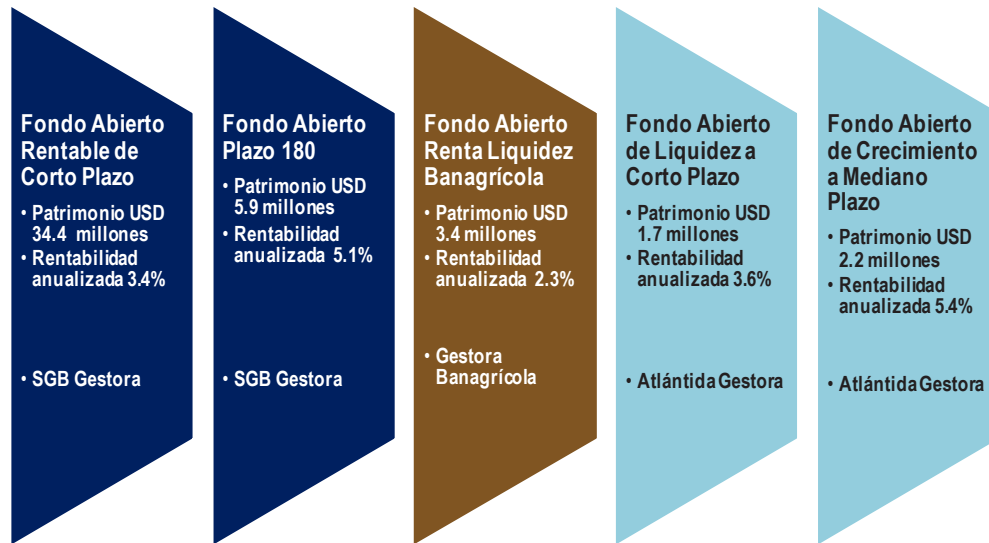 Fondo Abierto
Rentable de
Corto Plazo
• Patrimonio USD
34.4 millones
• Rentabilidad
anualizada 3.4%
• SGB Gestora
Fondo Abierto
Plazo 180
• Patrimonio USD
5.9 millones
• Rentabilidad
anualizada 5.1%
• SGB Gestora
Fondo Abierto
Renta Liquidez
Banagrícola
• Patrimonio USD
3.4 millones
• Rentabilidad
anualizada 2.3%
• Gestora
Banagrícola
Fondo Abierto
de Liquidez a
Corto Plazo
• Patrimonio USD
1.7 millones
• Rentabilidad
anualizada 3.6%
• Atlántida Gestora
Fondo Abierto
de Crecimiento
a Mediano
Plazo
• Patrimonio USD
2.2 millones
• Rentabilidad
anualizada 5.4%
• Atlántida Gestora